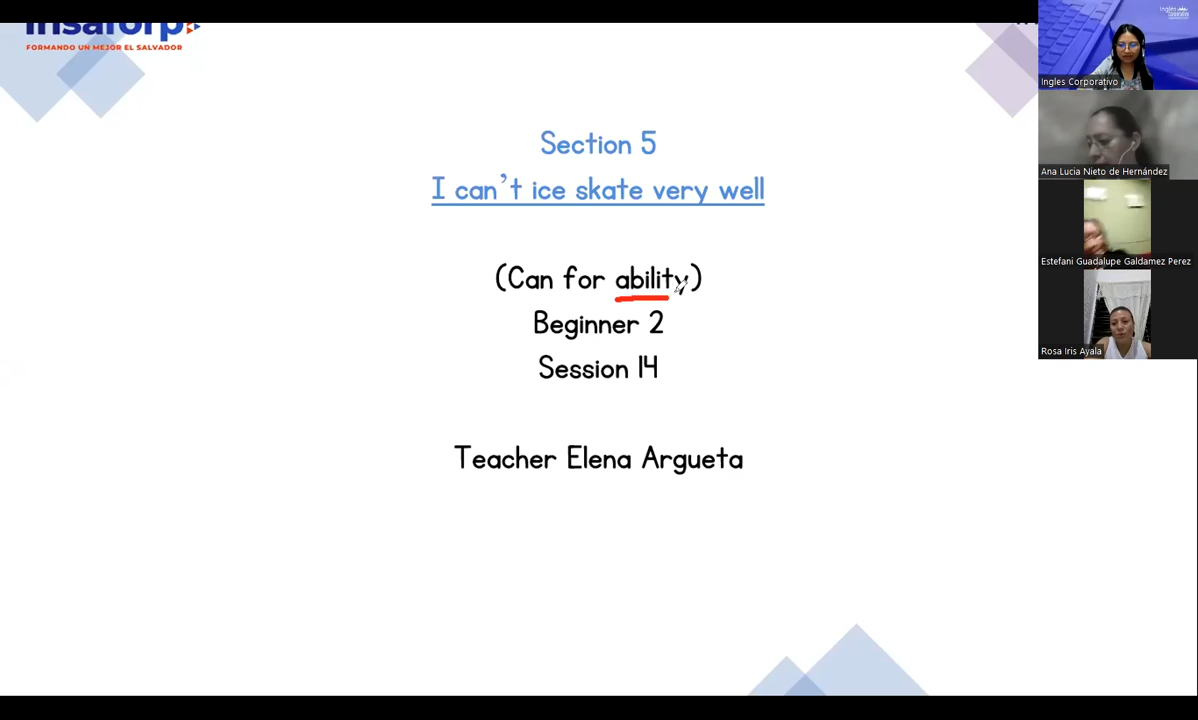 Insaforp
FORMANDO UN MEJOR EL SALVADOR
Section 5
I can't ice skate very well
(Can for ability)
Beginner 2
Session 14
Teacher Elena Argueta
Ingles Corporativo
Ana Lucia Nieto de Hernández
Estefani Guadalupe Galdamez Perez
Rosa Iris Ayala